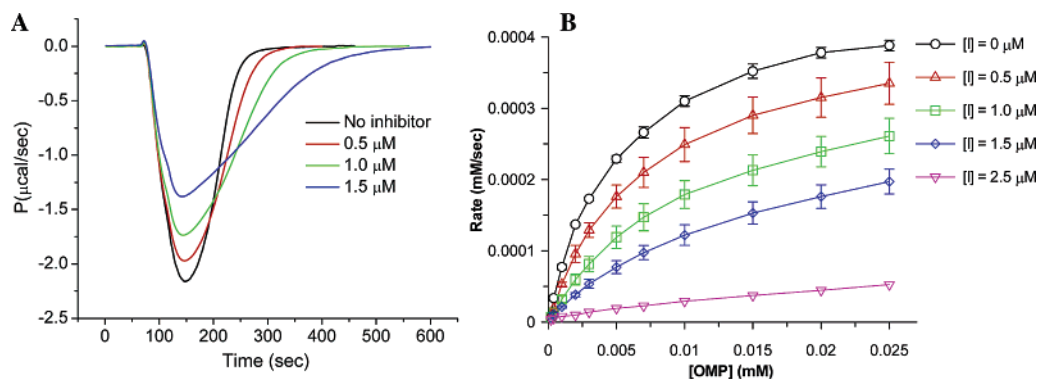 A
P(μcal/sec)
0.0
-0.5
-1.0
-1.5
-2.0
-2.5
No inhibitor
0.5 μM
1.0 μM
1.5 μM
0 100 200 300 400 500 600
Time (sec)
B
Rate (mM/sec)
0.0004
0.0003
0.0002
0.0001
0
0 0.005 0.01 0.015 0.02 0.025
[OMP] (mM)
[I] = 0 μM
[I] = 0.5 μM
[I] = 1.0 μM
[I] = 1.5 μM
[I] = 2.5 μM